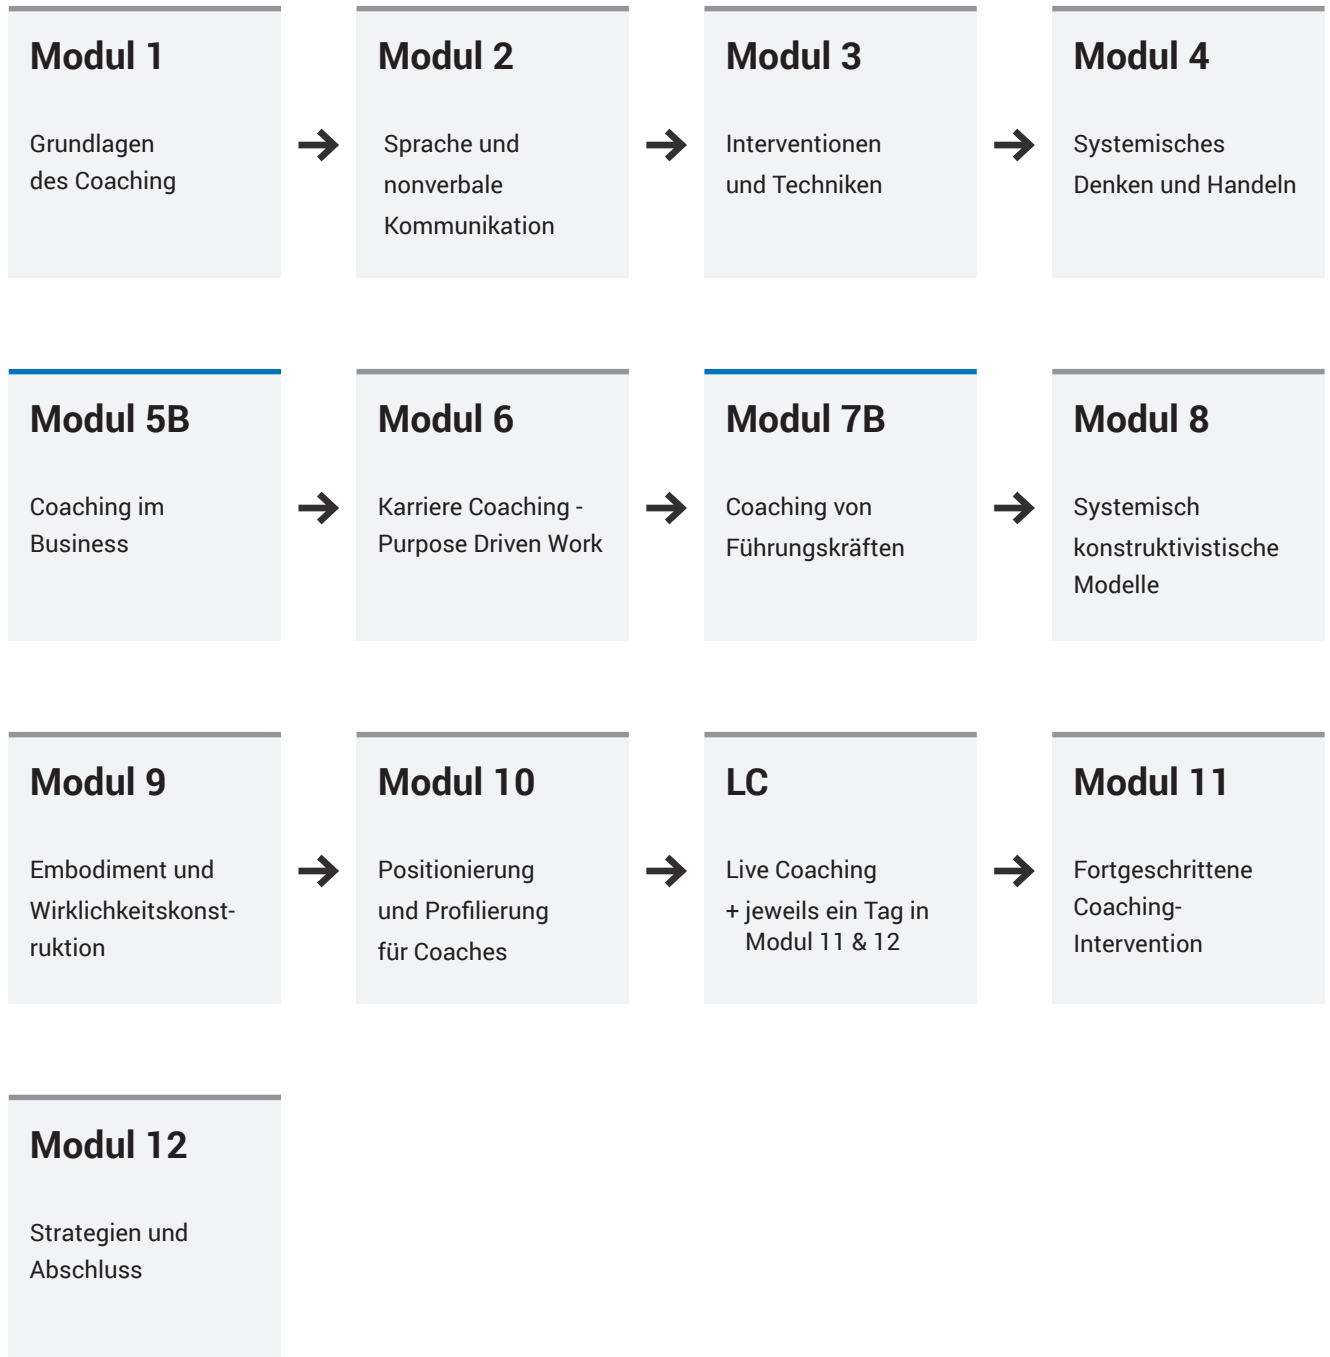 Modul 1
Grundlagen
des Coaching
Modul 2
Sprache und
nonverbale
Kommunikation
Modul 3
Interventionen
und Techniken
Modul 4
Systemisches
Denken und Handeln
Modul 5B
Coaching im
Business
Modul 6
Karriere Coaching -
Purpose Driven Work
Modul 7B
Coaching von
Führungskräften
Modul 8
Systemisch
konstruktivistische
Modelle
Modul 9
Embodiment und
Wirklichkeitskonst-
ruktion
Modul 10
Positionierung
und Profilierung
für Coaches
LC
Live Coaching
+ jeweils ein Tag in
Modul 11 & 12
Modul 11
Fortgeschrittene
Coaching-
Intervention
Modul 12
Strategien und
Abschluss